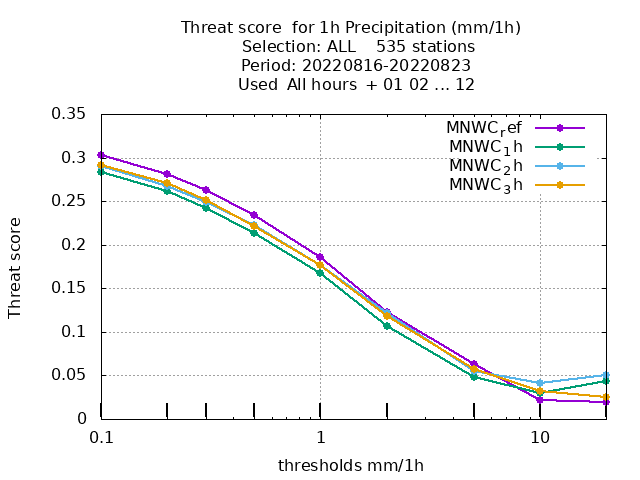 Threat score  for 1h Precipitation (mm/1h)
Selection: ALL    535 stations
Period: 20220816-20220823
Used  All hours  + 01 02 ... 12
0.35
0.3
0.25
0.2
0.15
0.1
0.05
0
Threat score
MNWC_ref
MNWC_1h
MNWC_2h
MNWC_3h
0.1 1 10
thresholds mm/1h